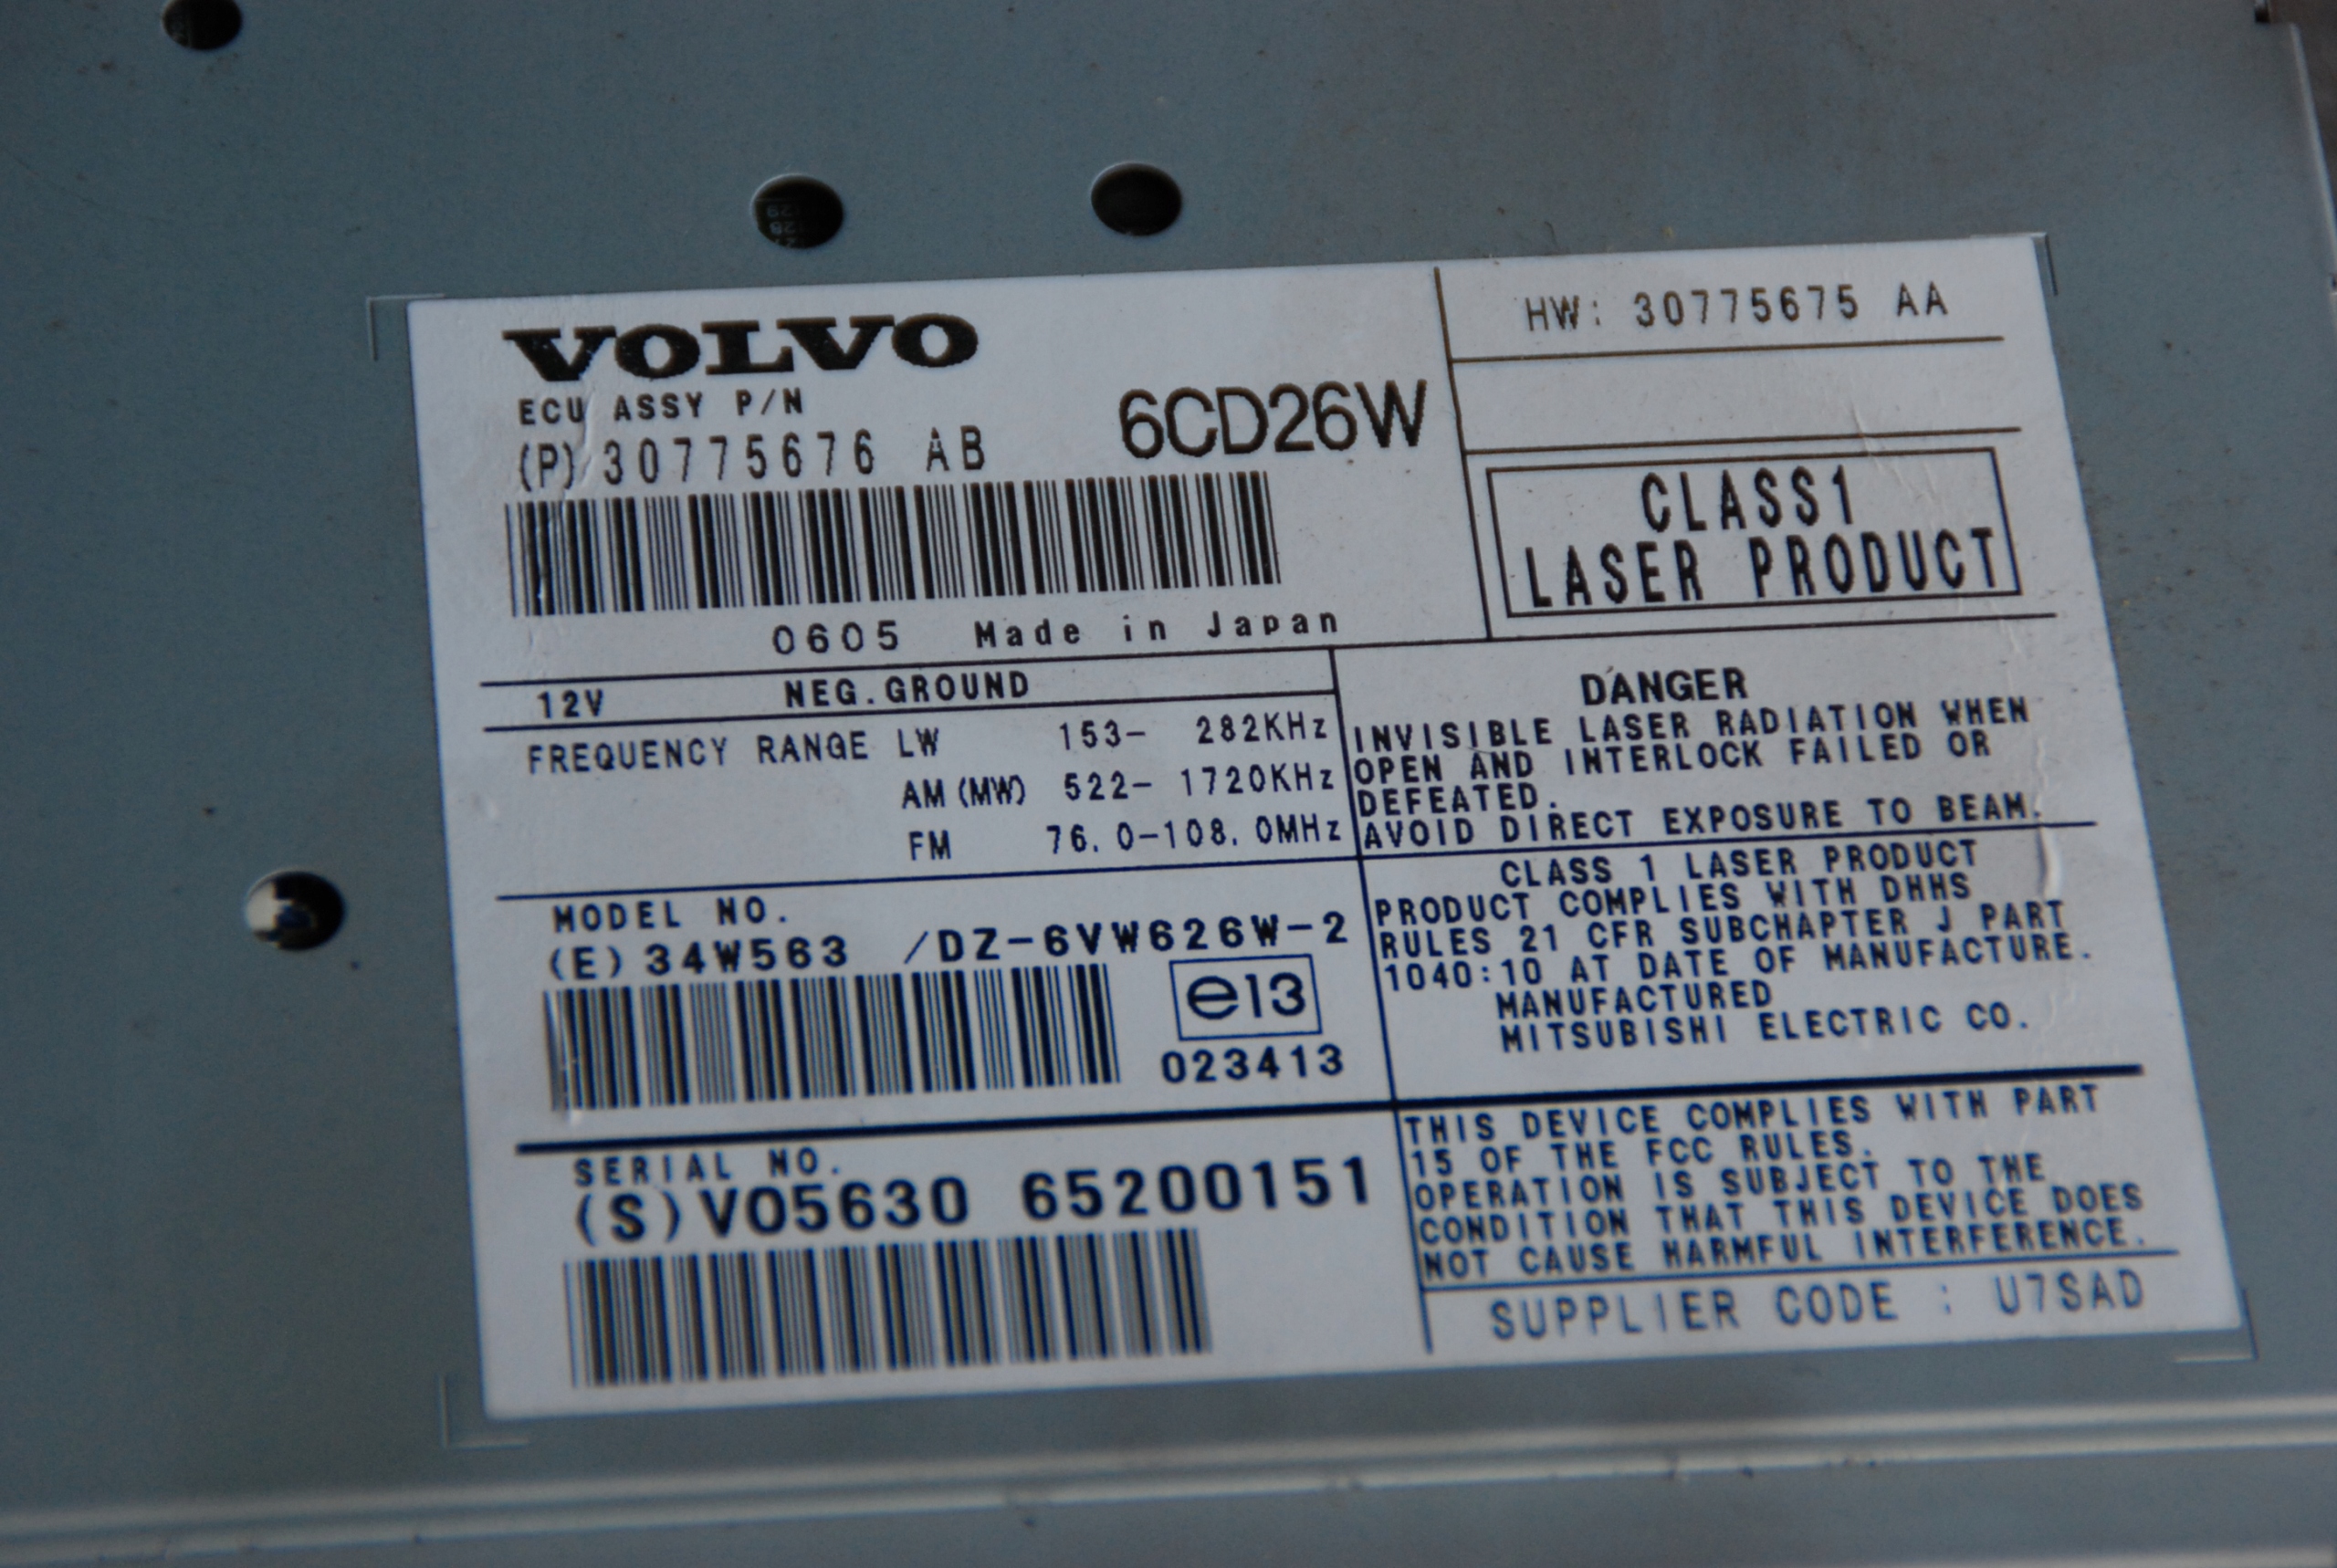 VOLVO
ECU ASSY P/N
(P) 30775676 AB
6CD26W
0605 Made in Japan
HW: 30775675 AA
CLASS1
LASER PRODUCT
12V NEG.GROUND
FREQUENCY RANGE LW 153- 282KHz
AM (MW) 522- 1720KHz
FM 76.0-108.0MHz
DANGER
INVISIBLE LASER RADIATION WHEN
OPEN AND INTERLOCK FAILED OR
DEFEATED.
AVOID DIRECT EXPOSURE TO BEAM.
MODEL NO.
(E) 34W563 /DZ-6VW626W-2
e13
023413
CLASS 1 LASER PRODUCT
PRODUCT COMPLIES WITH DHHS
RULES 21 CFR SUBCHAPTER J PART
1040:10 AT DATE OF MANUFACTURE.
MANUFACTURED
MITSUBISHI ELECTRIC CO.
SERIAL NO.
(S) VO5630 65200151
THIS DEVICE COMPLIES WITH PART
15 OF THE FCC RULES.
OPERATION IS SUBJECT TO THE
CONDITION THAT THIS DEVICE DOES
NOT CAUSE HARMFUL INTERFERENCE.
SUPPLIER CODE : U7SAD